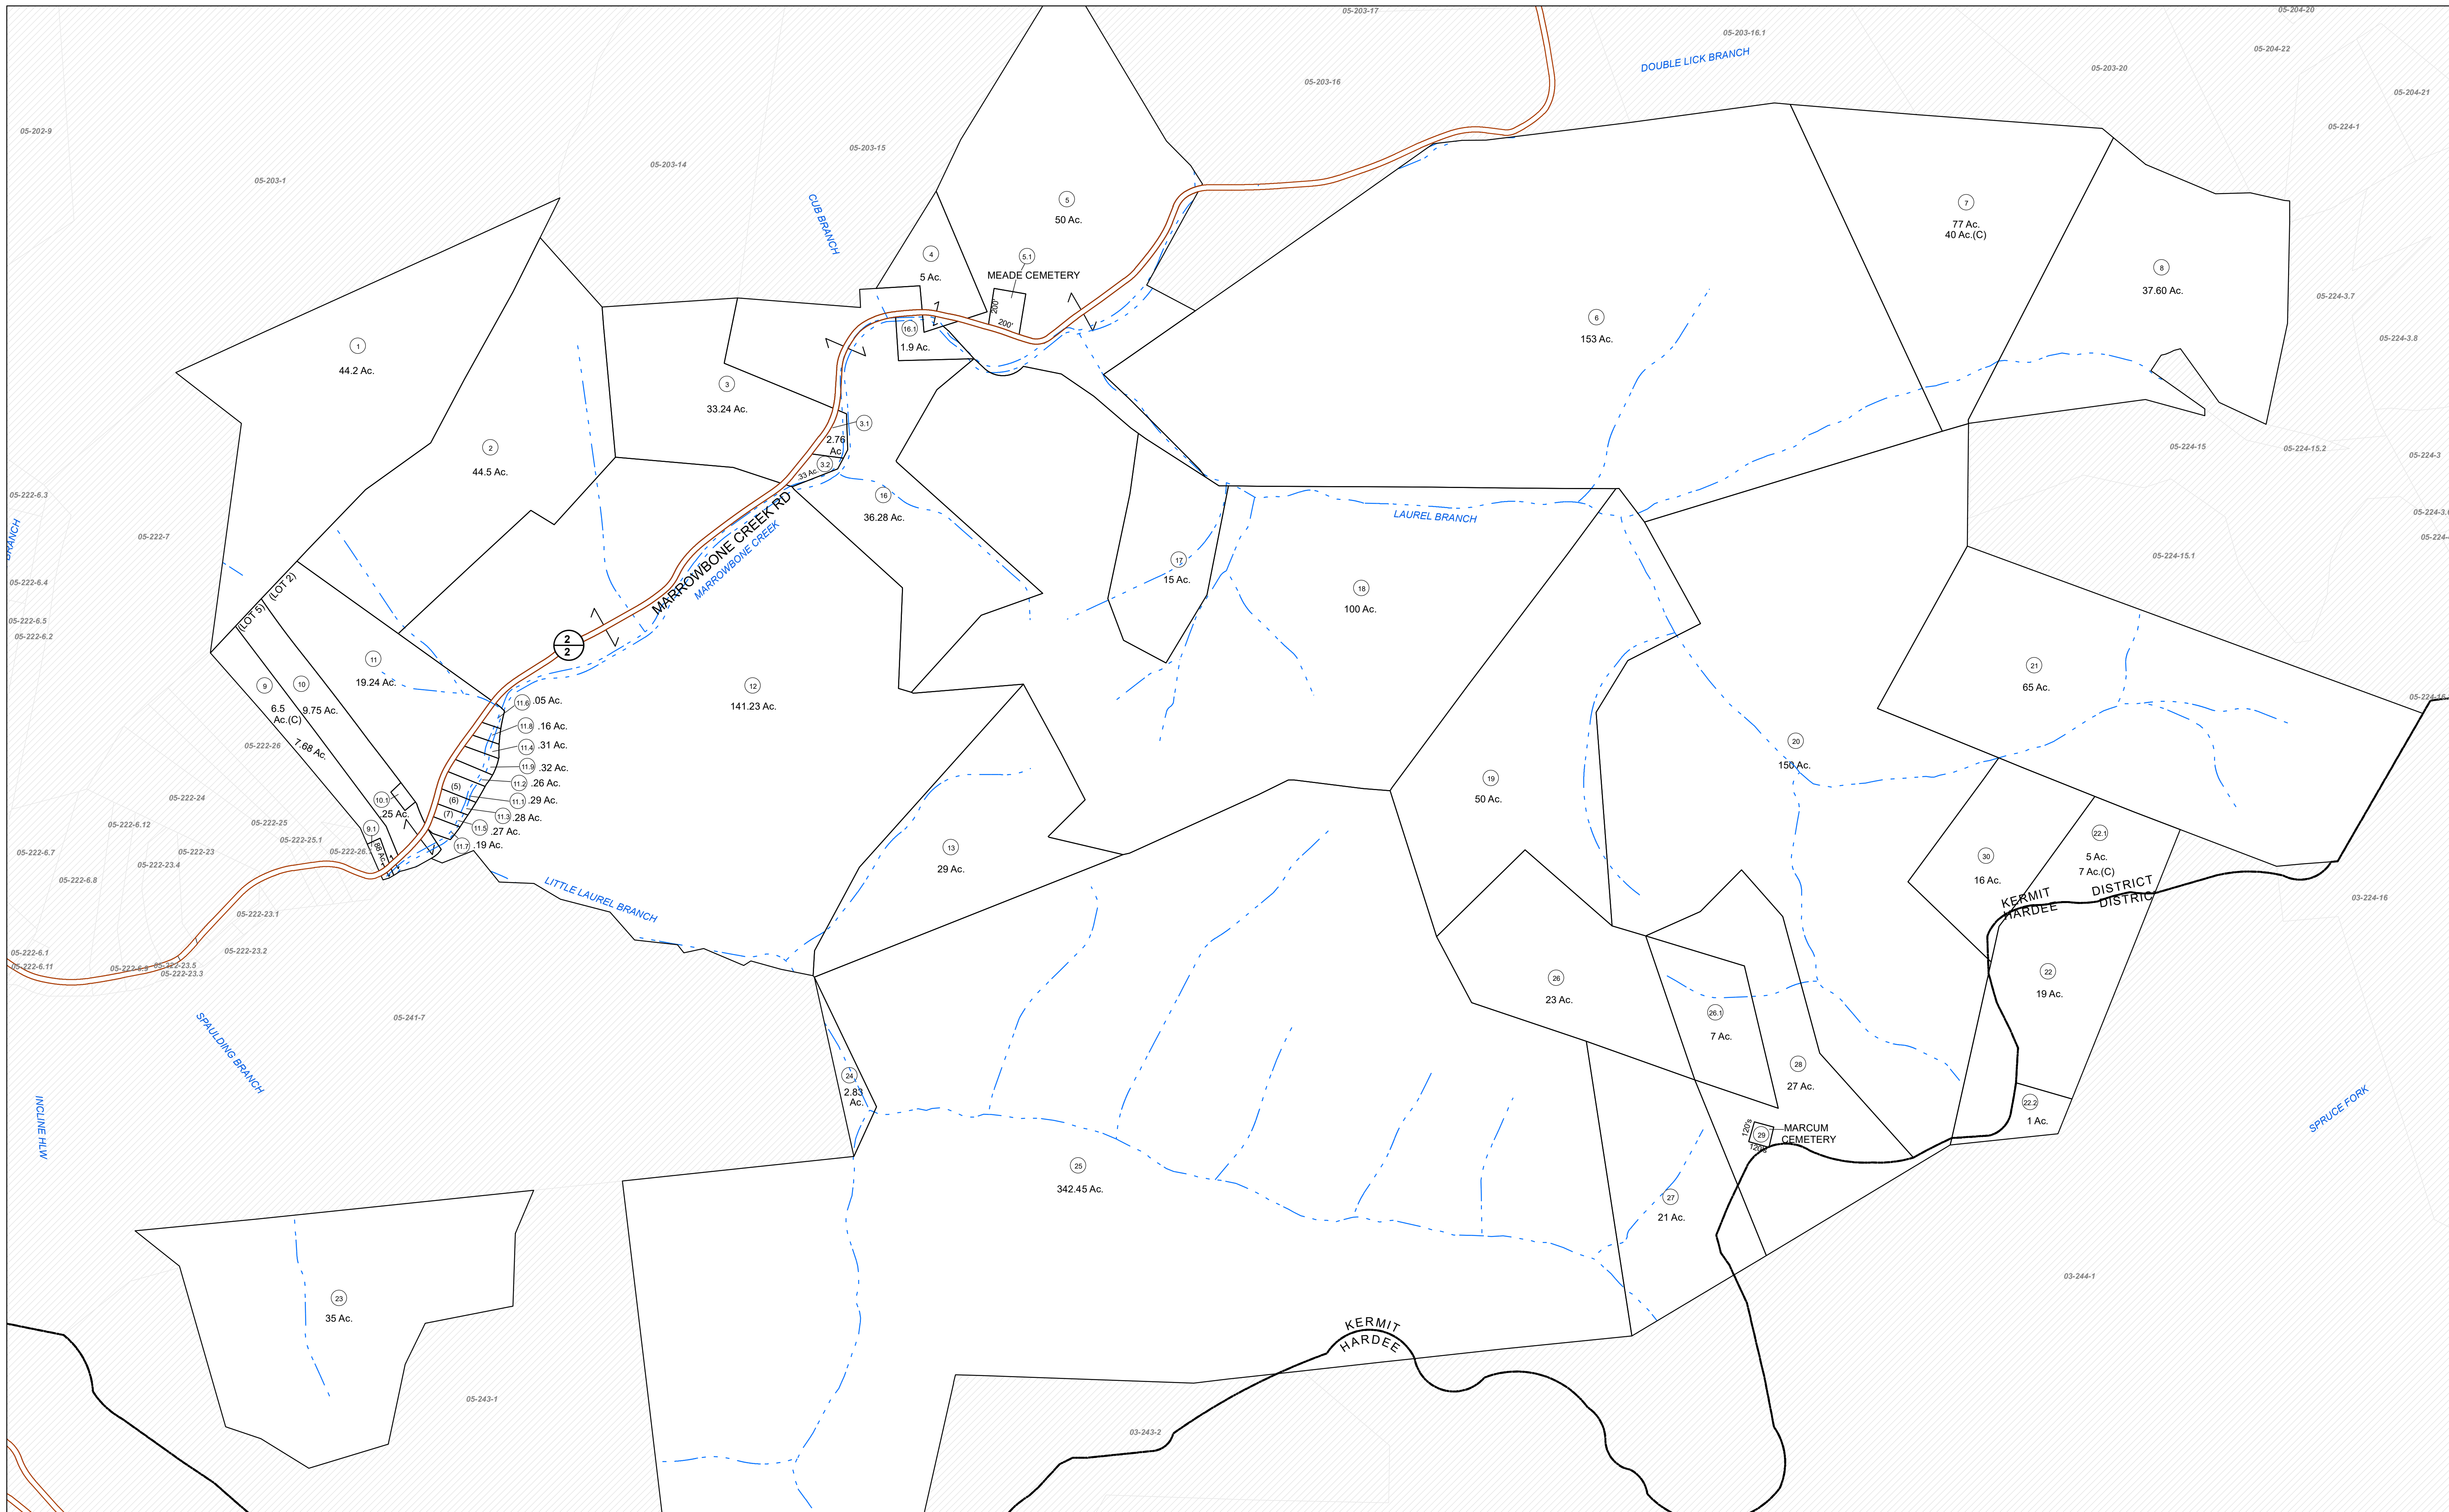 05-203-17
05-204-20
05-203-16.1
DOUBLE LICK BRANCH
05-204-22
05-203-20
05-203-16
05-204-21
05-202-9
05-224-1
05-203-15
05-203-14
05-203-1
CUB BRANCH
5
50 Ac.
7
77 Ac.
40 Ac.(C)
4
5 Ac.
5.1
MEADE CEMETERY
200'
200'
8
37.60 Ac.
05-224-3.7
6
153 Ac.
16.1
1.9 Ac.
05-224-3.8
1
44.2 Ac.
3
33.24 Ac.
3.1
2.76
Ac.
3.2
33 Ac.
2
44.5 Ac.
05-224-15
05-224-15.2
05-224-3
05-222-6.3
16
36.28 Ac.
MARROWBONE CREEK RD
MARROWBONE CREEK
LAUREL BRANCH
BRANCH
05-222-7
05-224-15.1
17
15 Ac.
18
100 Ac.
05-222-6.4
(LOT 2)
(LOT 5)
05-222-6.5
05-222-6.2
2
2
11
19.24 Ac.
9
6.5
Ac.(C)
10
9.75 Ac.
7.68 Ac.
12
141.23 Ac.
21
65 Ac.
11.6
.05 Ac.
11.8
.16 Ac.
11.4
.31 Ac.
11.9
.32 Ac.
11.2
.26 Ac.
11.1
.29 Ac.
11.3
.28 Ac.
11.5
.27 Ac.
11.7
.19 Ac.
(5)
(6)
(7)
05-222-26
20
150 Ac.
19
50 Ac.
05-222-24
10.1
.25 Ac.
9.1
.88 Ac.
05-222-6.12
05-222-25
05-222-25.1
05-222-23
05-222-6.7
05-222-23.4
05-222-6.8
13
29 Ac.
22.1
5 Ac.
7 Ac.(C)
30
16 Ac.
KERMIT
DISTRICT
HARDEE
DISTRIC
03-224-16
LITTLE LAUREL BRANCH
05-222-23.1
05-222-23.2
05-222-6.1
05-222-6.11
05-222-6.9
05-222-23.5
05-222-23.3
22
19 Ac.
26
23 Ac.
26.1
7 Ac.
05-241-7
SPAULDING BRANCH
28
27 Ac.
24
2.83
Ac.
22.2
1 Ac.
SPRUCE FORK
INCLINE HLW
29
MARCUM
CEMETERY
120's
120's
25
342.45 Ac.
27
21 Ac.
03-244-1
23
35 Ac.
KERMIT
HARDEE
05-243-1
03-243-2